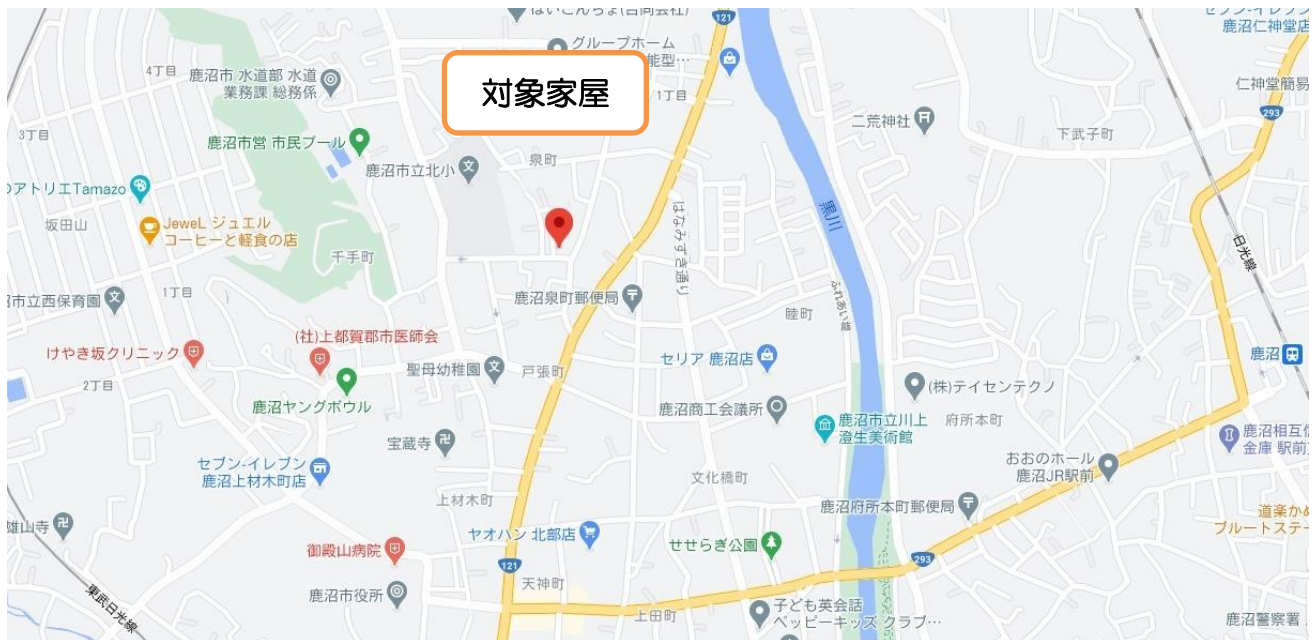 はいこんちょ(合同会社)
121
セブン-イレブン
鹿沼仁神堂店
グループホーム
能型…
対象家屋
4丁目
鹿沼市 水道部 水道
業務課 総務係
1丁目
仁神堂簡易
293
3丁目
二荒神社
下武子町
鹿沼市営 市民プール
鹿沼市立北小
泉町
のアトリエTamazo
坂田山
JeweL ジュエル
コーヒーと軽食の店
はなみずき通り
黒川
日光線
千手町
1丁目
市立西保育園
鹿沼泉町郵便局
睦町
ふれあい堤
(社)上都賀郡市医師会
けやき坂クリニック
聖母幼稚園
戸張町
セリア 鹿沼店
鹿沼
2丁目
(株)テイセンテクノ
鹿沼ヤングボウル
鹿沼商工会議所
鹿沼市立川上
澄生美術館
府所本町
鹿沼相互信
金庫 駅前
宝蔵寺
セブン-イレブン
鹿沼上材木町店
おおのホール
鹿沼JR駅前
文化橋町
上材木町
鹿沼府所本町郵便局
道楽かめ
ブルートステー
雄山寺
ヤオハン 北部店
せせらぎ公園
御殿山病院
121
293
天神町
東武日光線
鹿沼市役所
上田町
子ども英会話
ペッピーキッズ クラブ…
鹿沼警察署